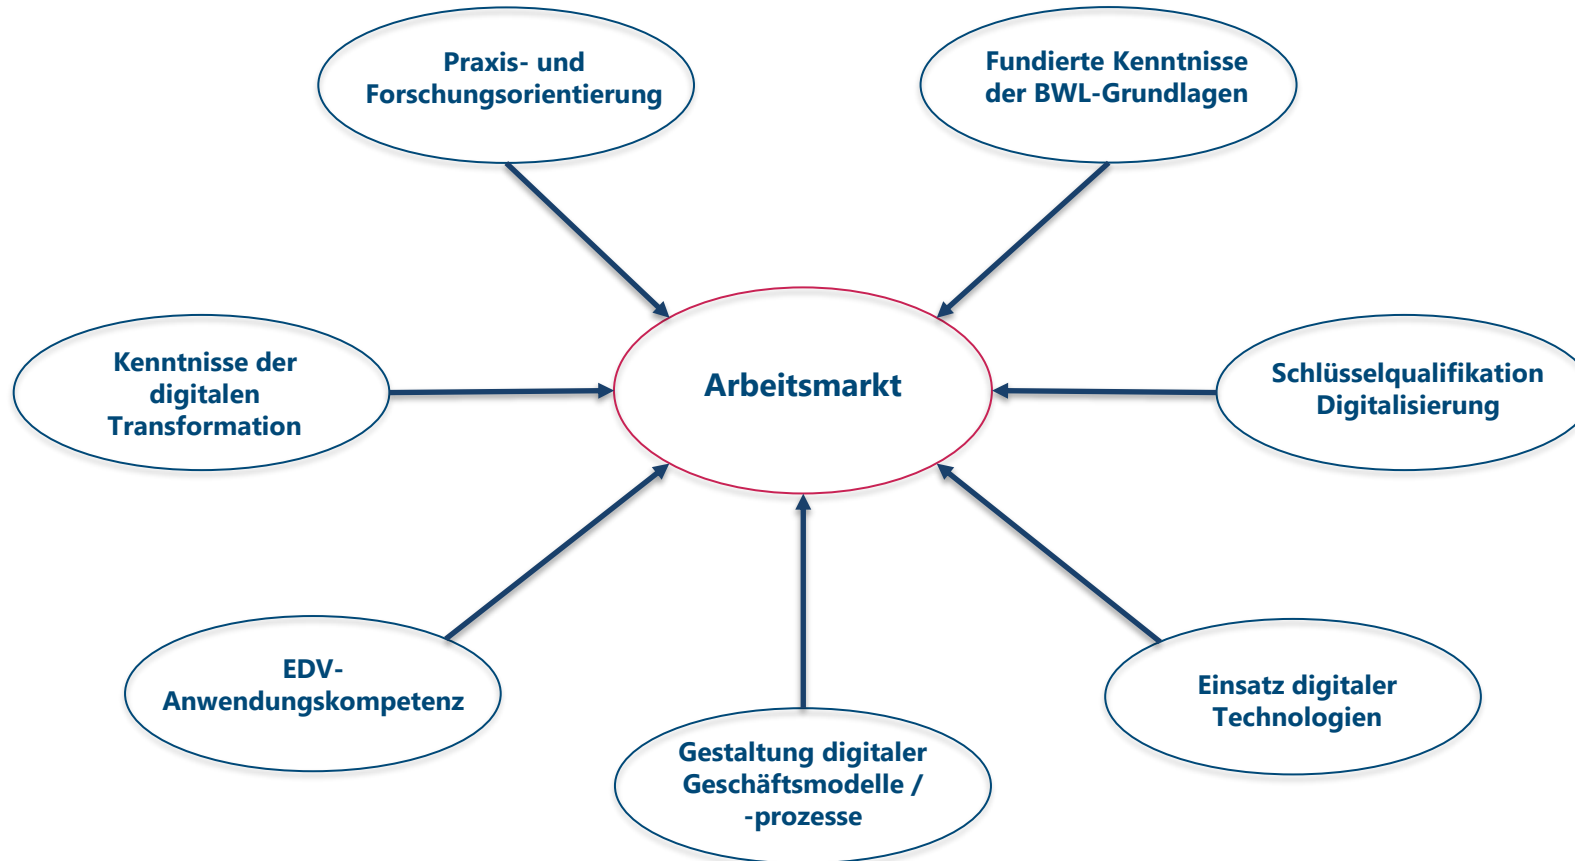 Praxis- und
Forschungsorientierung
Fundierte Kenntnisse
der BWL-Grundlagen
Kenntnisse der
digitalen
Transformation
Arbeitsmarkt
Schlüsselqualifikation
Digitalisierung
EDV-
Anwendungskompetenz
Gestaltung digitaler
Geschäftsmodelle /
-prozesse
Einsatz digitaler
Technologien